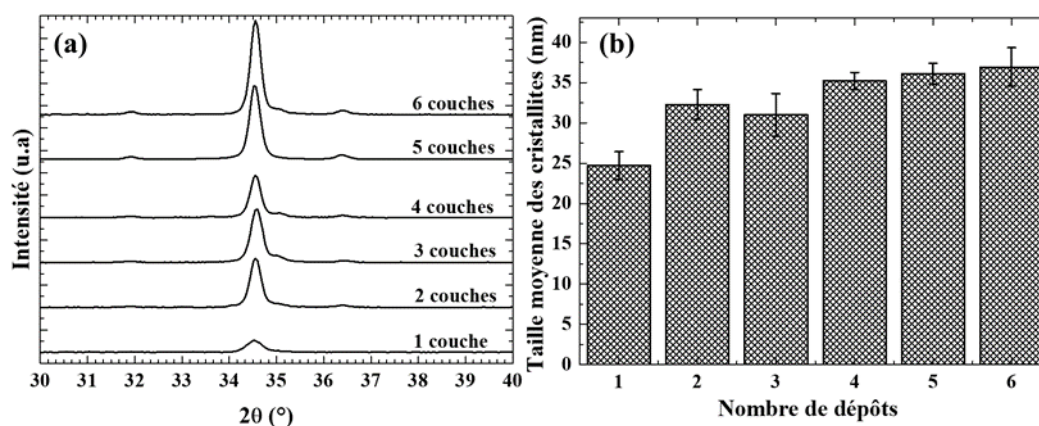 (a)
Intensité (u.a)
6 couches
5 couches
4 couches
3 couches
2 couches
1 couche
30 31 32 33 34 35 36 37 38 39 40
2θ (°)
(b)
Taille moyenne des cristallites (nm)
40
35
30
25
20
15
10
5
0
1 2 3 4 5 6
Nombre de dépôts